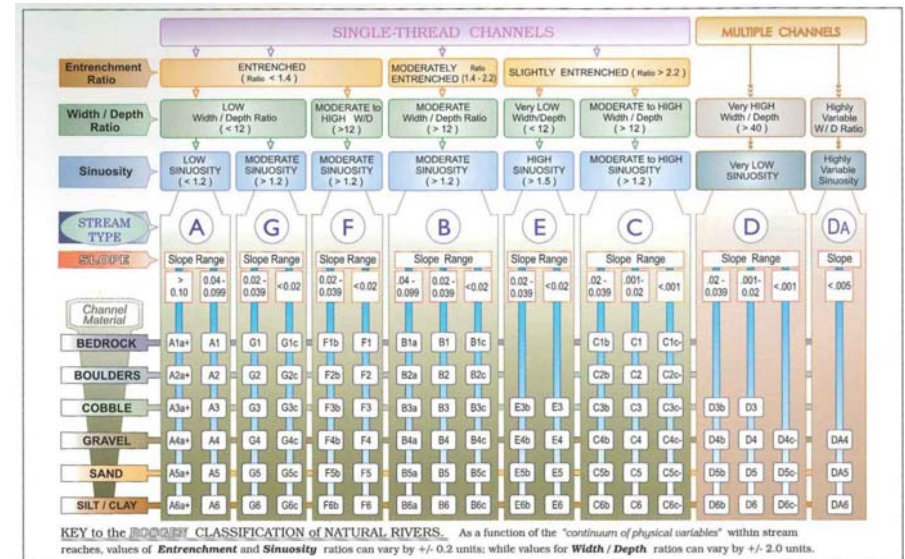 SINGLE-THREAD CHANNELS MULTIPLE CHANNELS
Entrenchment Ratio
ENTRENCHED
( Ratio < 1.4 )
MODERATELY Ratio
ENTRENCHED (1.4 - 2.2)
SLIGHTLY ENTRENCHED ( Ratio > 2.2 )
Width / Depth Ratio
LOW
Width / Depth Ratio
( < 12 )
MODERATE to
HIGH W/D
( >12 )
MODERATE
Width / Depth Ratio
( > 12 )
Very LOW
Width/Depth
( < 12 )
MODERATE to HIGH
Width / Depth
( > 12 )
Very HIGH
Width / Depth
( > 40 )
Highly
Variable
W / D Ratio
Sinuosity
LOW
SINUOSITY
( < 1.2 )
MODERATE
SINUOSITY
( > 1.2 )
MODERATE
SINUOSITY
( > 1.2 )
MODERATE
SINUOSITY
( > 1.2 )
HIGH
SINUOSITY
( > 1.5 )
MODERATE to HIGH
SINUOSITY
( > 1.2 )
Very LOW
SINUOSITY
Highly
Variable
Sinuosity
STREAM
TYPE
A G F B E C D DA
SLOPE Slope Range Slope Range Slope Range Slope Range Slope Range Slope Range Slope Range Slope
> 0.10 0.04 - 0.099 0.02 - 0.039 <0.02 0.02 - 0.039 <0.02 .04 - 0.099 0.02 - 0.039 <0.02 0.02 - 0.039 <0.02 .02 - 0.039 .001- 0.02 <.001 .02 - 0.039 .001- 0.02 <.001 <.005
Channel
Material
BEDROCK A1a+ A1 G1 G1c F1b F1 B1a B1 B1c C1b C1 C1c-
BOULDERS A2a+ A2 G2 G2c F2b F2 B2a B2 B2c C2b C2 C2c-
COBBLE A3a+ A3 G3 G3c F3b F3 B3a B3 B3c E3b E3 C3b C3 C3c- D3b D3
GRAVEL A4a+ A4 G4 G4c F4b F4 B4a B4 B4c E4b E4 C4b C4 C4c- D4b D4 D4c- DA4
SAND A5a+ A5 G5 G5c F5b F5 B5a B5 B5c E5b E5 C5b C5 C5c- D5b D5 D5c- DA5
SILT / CLAY A6a+ A6 G6 G6c F6b F6 B6a B6 B6c E6b E6 C6b C6 C6c- D6b D6 D6c- DA6
KEY to the ROSGEN CLASSIFICATION of NATURAL RIVERS. As a function of the "continuum of physical variables" within stream
reaches, values of Entrenchment and Sinuosity ratios can vary by +/- 0.2 units; while values for Width / Depth ratios can vary by +/- 2.0 units.